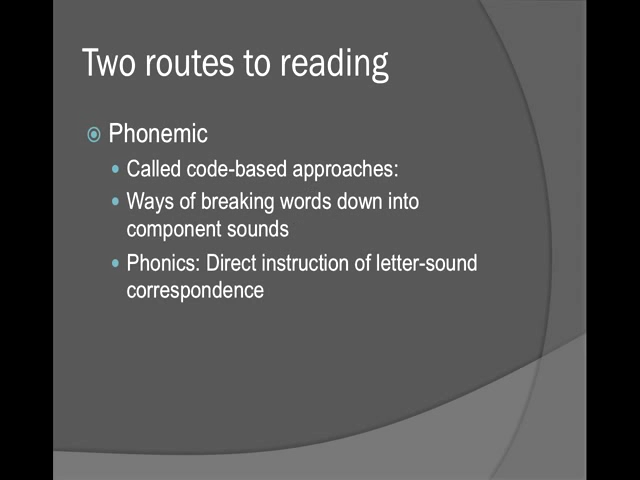 Two routes to reading
Phonemic
Called code-based approaches:
Ways of breaking words down into
component sounds
Phonics: Direct instruction of letter-sound
correspondence